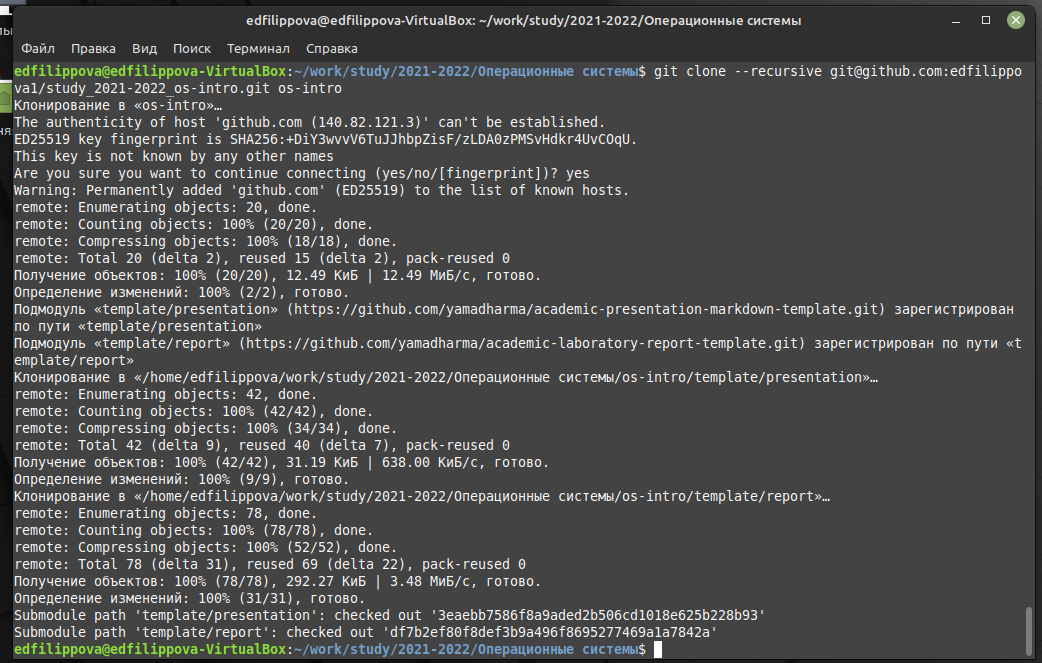 edfilippova@edfilippova-VirtualBox: ~/work/study/2021-2022/Операционные системы
Файл Правка Вид Поиск Терминал Справка
edfilippova@edfilippova-VirtualBox:~/work/study/2021-2022/Операционные системы$ git clone --recursive git@github.com:edfilippo
va1/study_2021-2022_os-intro.git os-intro
Клонирование в «os-intro»…
The authenticity of host 'github.com (140.82.121.3)' can't be established.
ED25519 key fingerprint is SHA256:+DiY3wvvV6TuJJhbpZisF/zLDA0zPMSvHdkr4UvCOqU.
This key is not known by any other names
Are you sure you want to continue connecting (yes/no/[fingerprint])? yes
Warning: Permanently added 'github.com' (ED25519) to the list of known hosts.
remote: Enumerating objects: 20, done.
remote: Counting objects: 100% (20/20), done.
remote: Compressing objects: 100% (18/18), done.
remote: Total 20 (delta 2), reused 15 (delta 2), pack-reused 0
Получение объектов: 100% (20/20), 12.49 КиБ | 12.49 МиБ/с, готово.
Определение изменений: 100% (2/2), готово.
Подмодуль «template/presentation» (https://github.com/yamadharma/academic-presentation-markdown-template.git) зарегистрирован
по пути «template/presentation»
Подмодуль «template/report» (https://github.com/yamadharma/academic-laboratory-report-template.git) зарегистрирован по пути «t
emplate/report»
Клонирование в «/home/edfilippova/work/study/2021-2022/Операционные системы/os-intro/template/presentation»…
remote: Enumerating objects: 42, done.
remote: Counting objects: 100% (42/42), done.
remote: Compressing objects: 100% (34/34), done.
remote: Total 42 (delta 9), reused 40 (delta 7), pack-reused 0
Получение объектов: 100% (42/42), 31.19 КиБ | 638.00 КиБ/с, готово.
Определение изменений: 100% (9/9), готово.
Клонирование в «/home/edfilippova/work/study/2021-2022/Операционные системы/os-intro/template/report»…
remote: Enumerating objects: 78, done.
remote: Counting objects: 100% (78/78), done.
remote: Compressing objects: 100% (52/52), done.
remote: Total 78 (delta 31), reused 69 (delta 22), pack-reused 0
Получение объектов: 100% (78/78), 292.27 КиБ | 3.48 МиБ/с, готово.
Определение изменений: 100% (31/31), готово.
Submodule path 'template/presentation': checked out '3eaebb7586f8a9aded2b506cd1018e625b228b93'
Submodule path 'template/report': checked out 'df7b2ef80f8def3b9a496f8695277469a1a7842a'
edfilippova@edfilippova-VirtualBox:~/work/study/2021-2022/Операционные системы$